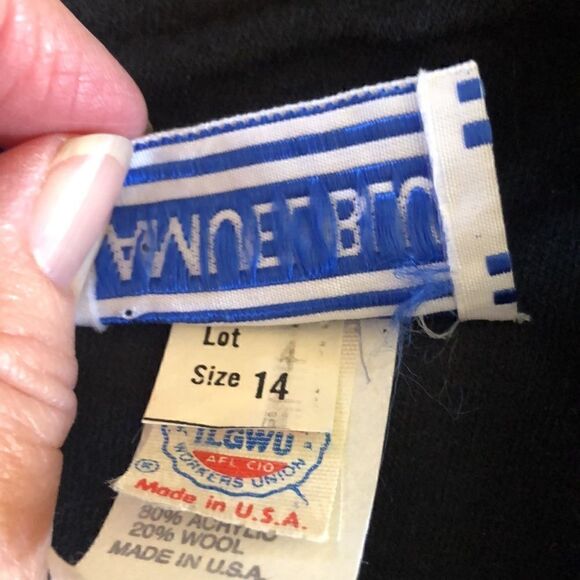 Lot
Size 14
ILGWU
AFL CIO
WORKERS UNION
®
Made in U.S.A.
80% ACRYLIC
20% WOOL
MADE IN U.S.A.